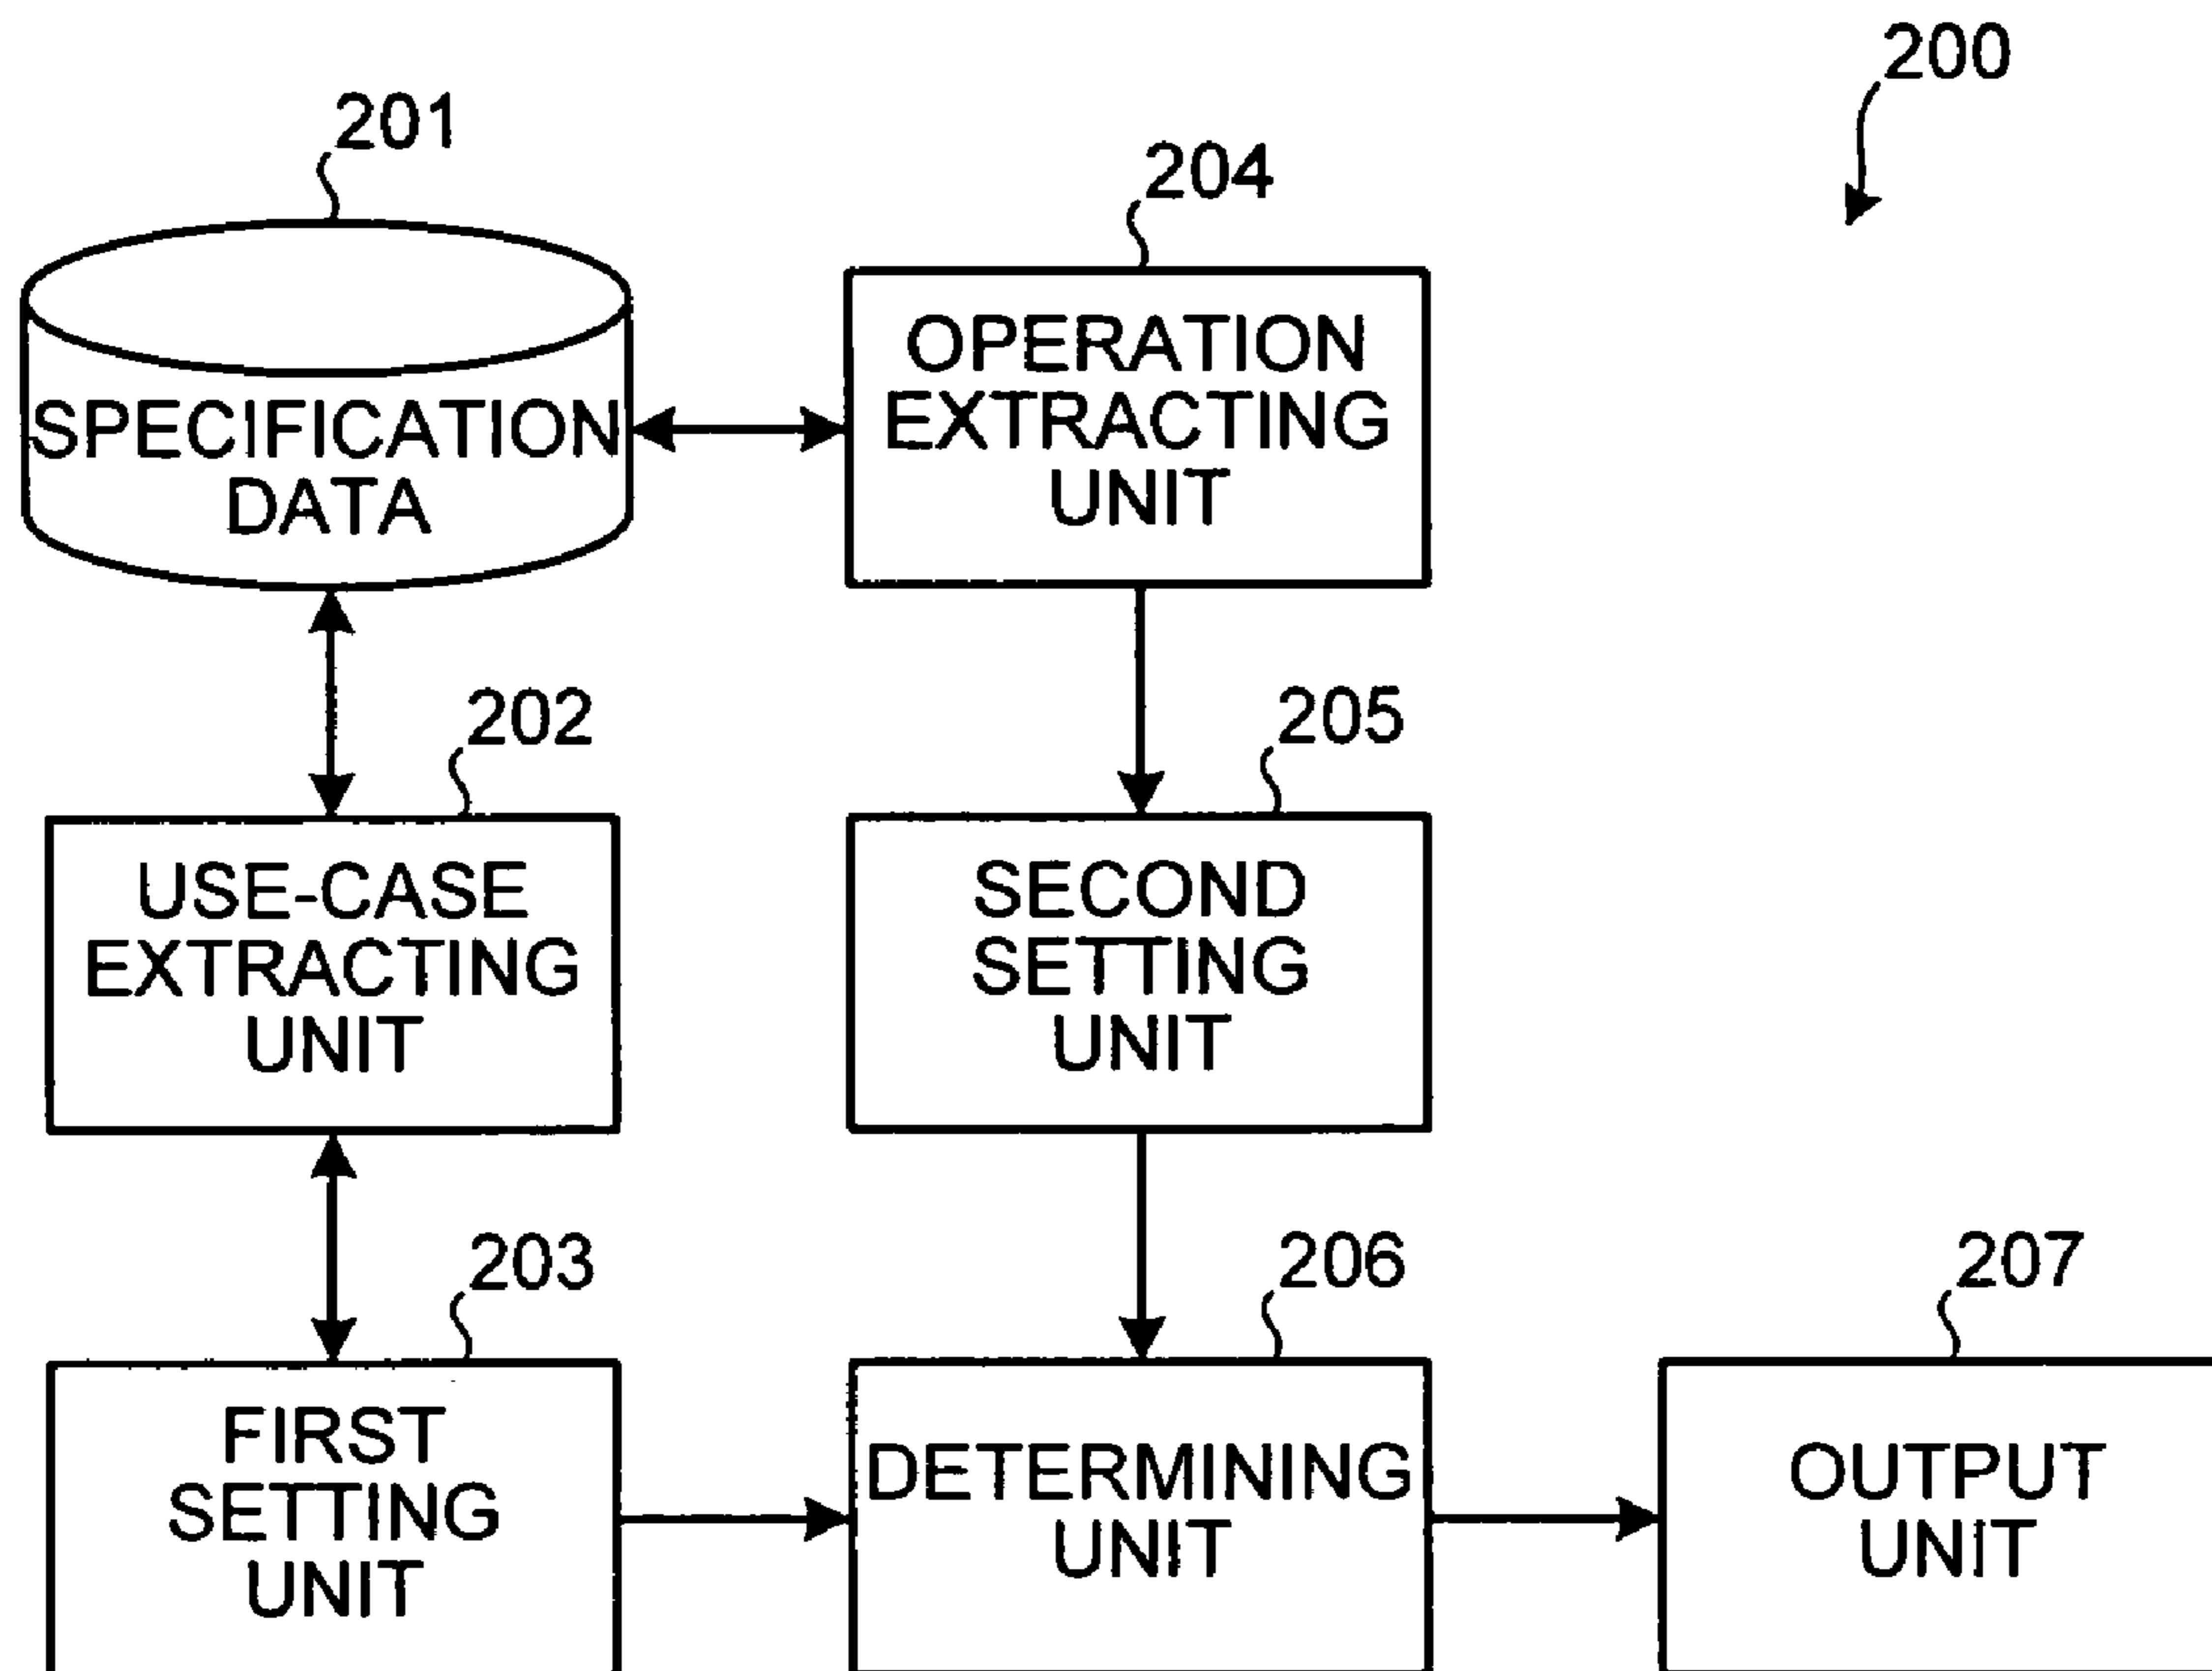 200
201
204
SPECIFICATION
DATA
OPERATION
EXTRACTING
UNIT
202
205
USE-CASE
EXTRACTING
UNIT
SECOND
SETTING
UNIT
203
206
207
FIRST
SETTING
UNIT
DETERMINING
UNIT
OUTPUT
UNIT